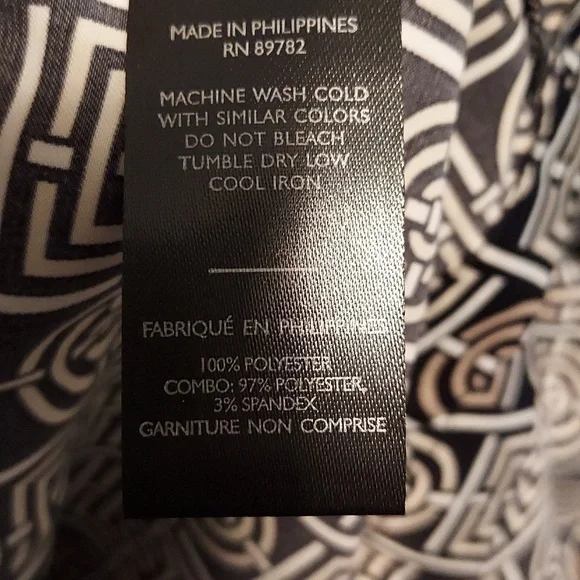 MADE IN PHILIPPINES
RN 89782
MACHINE WASH COLD
WITH SIMILAR COLORS
DO NOT BLEACH
TUMBLE DRY LOW
COOL IRON
FABRIQUÉ EN PHILIPPINES
100% POLYESTER
COMBO: 97% POLYESTER,
3% SPANDEX
GARNITURE NON COMPRISE